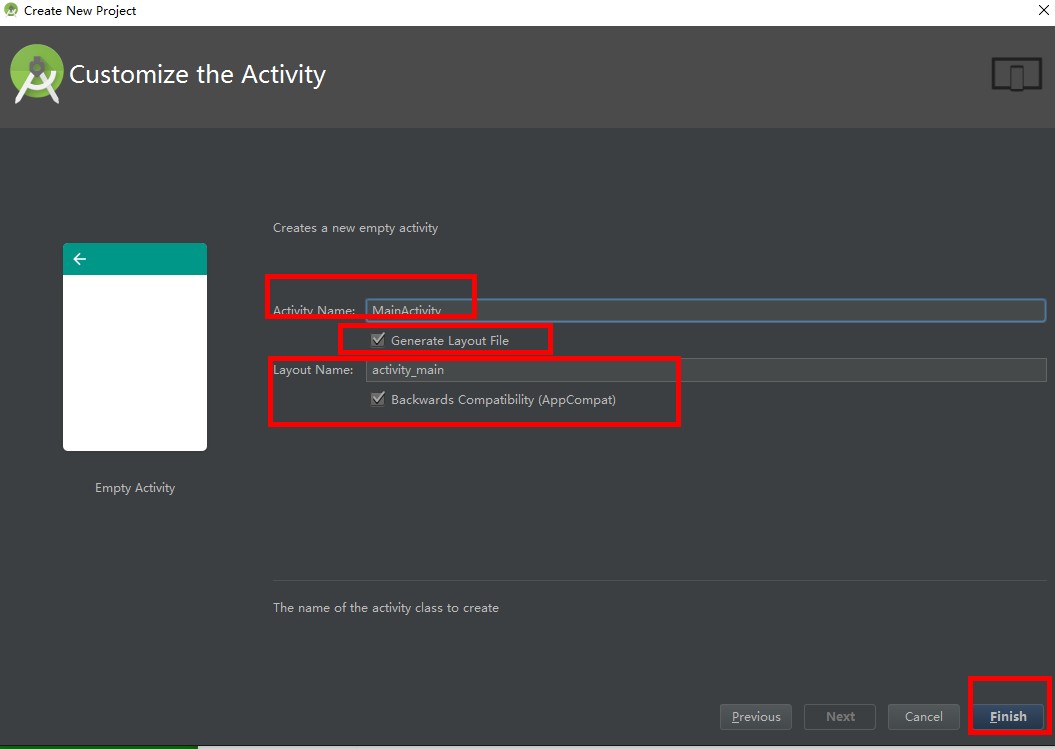 Create New Project
Customize the Activity
Creates a new empty activity
Activity Name: MainActivity
Generate Layout File
Layout Name: activity_main
Backwards Compatibility (AppCompat)
Empty Activity
The name of the activity class to create
Previous Next Cancel Finish